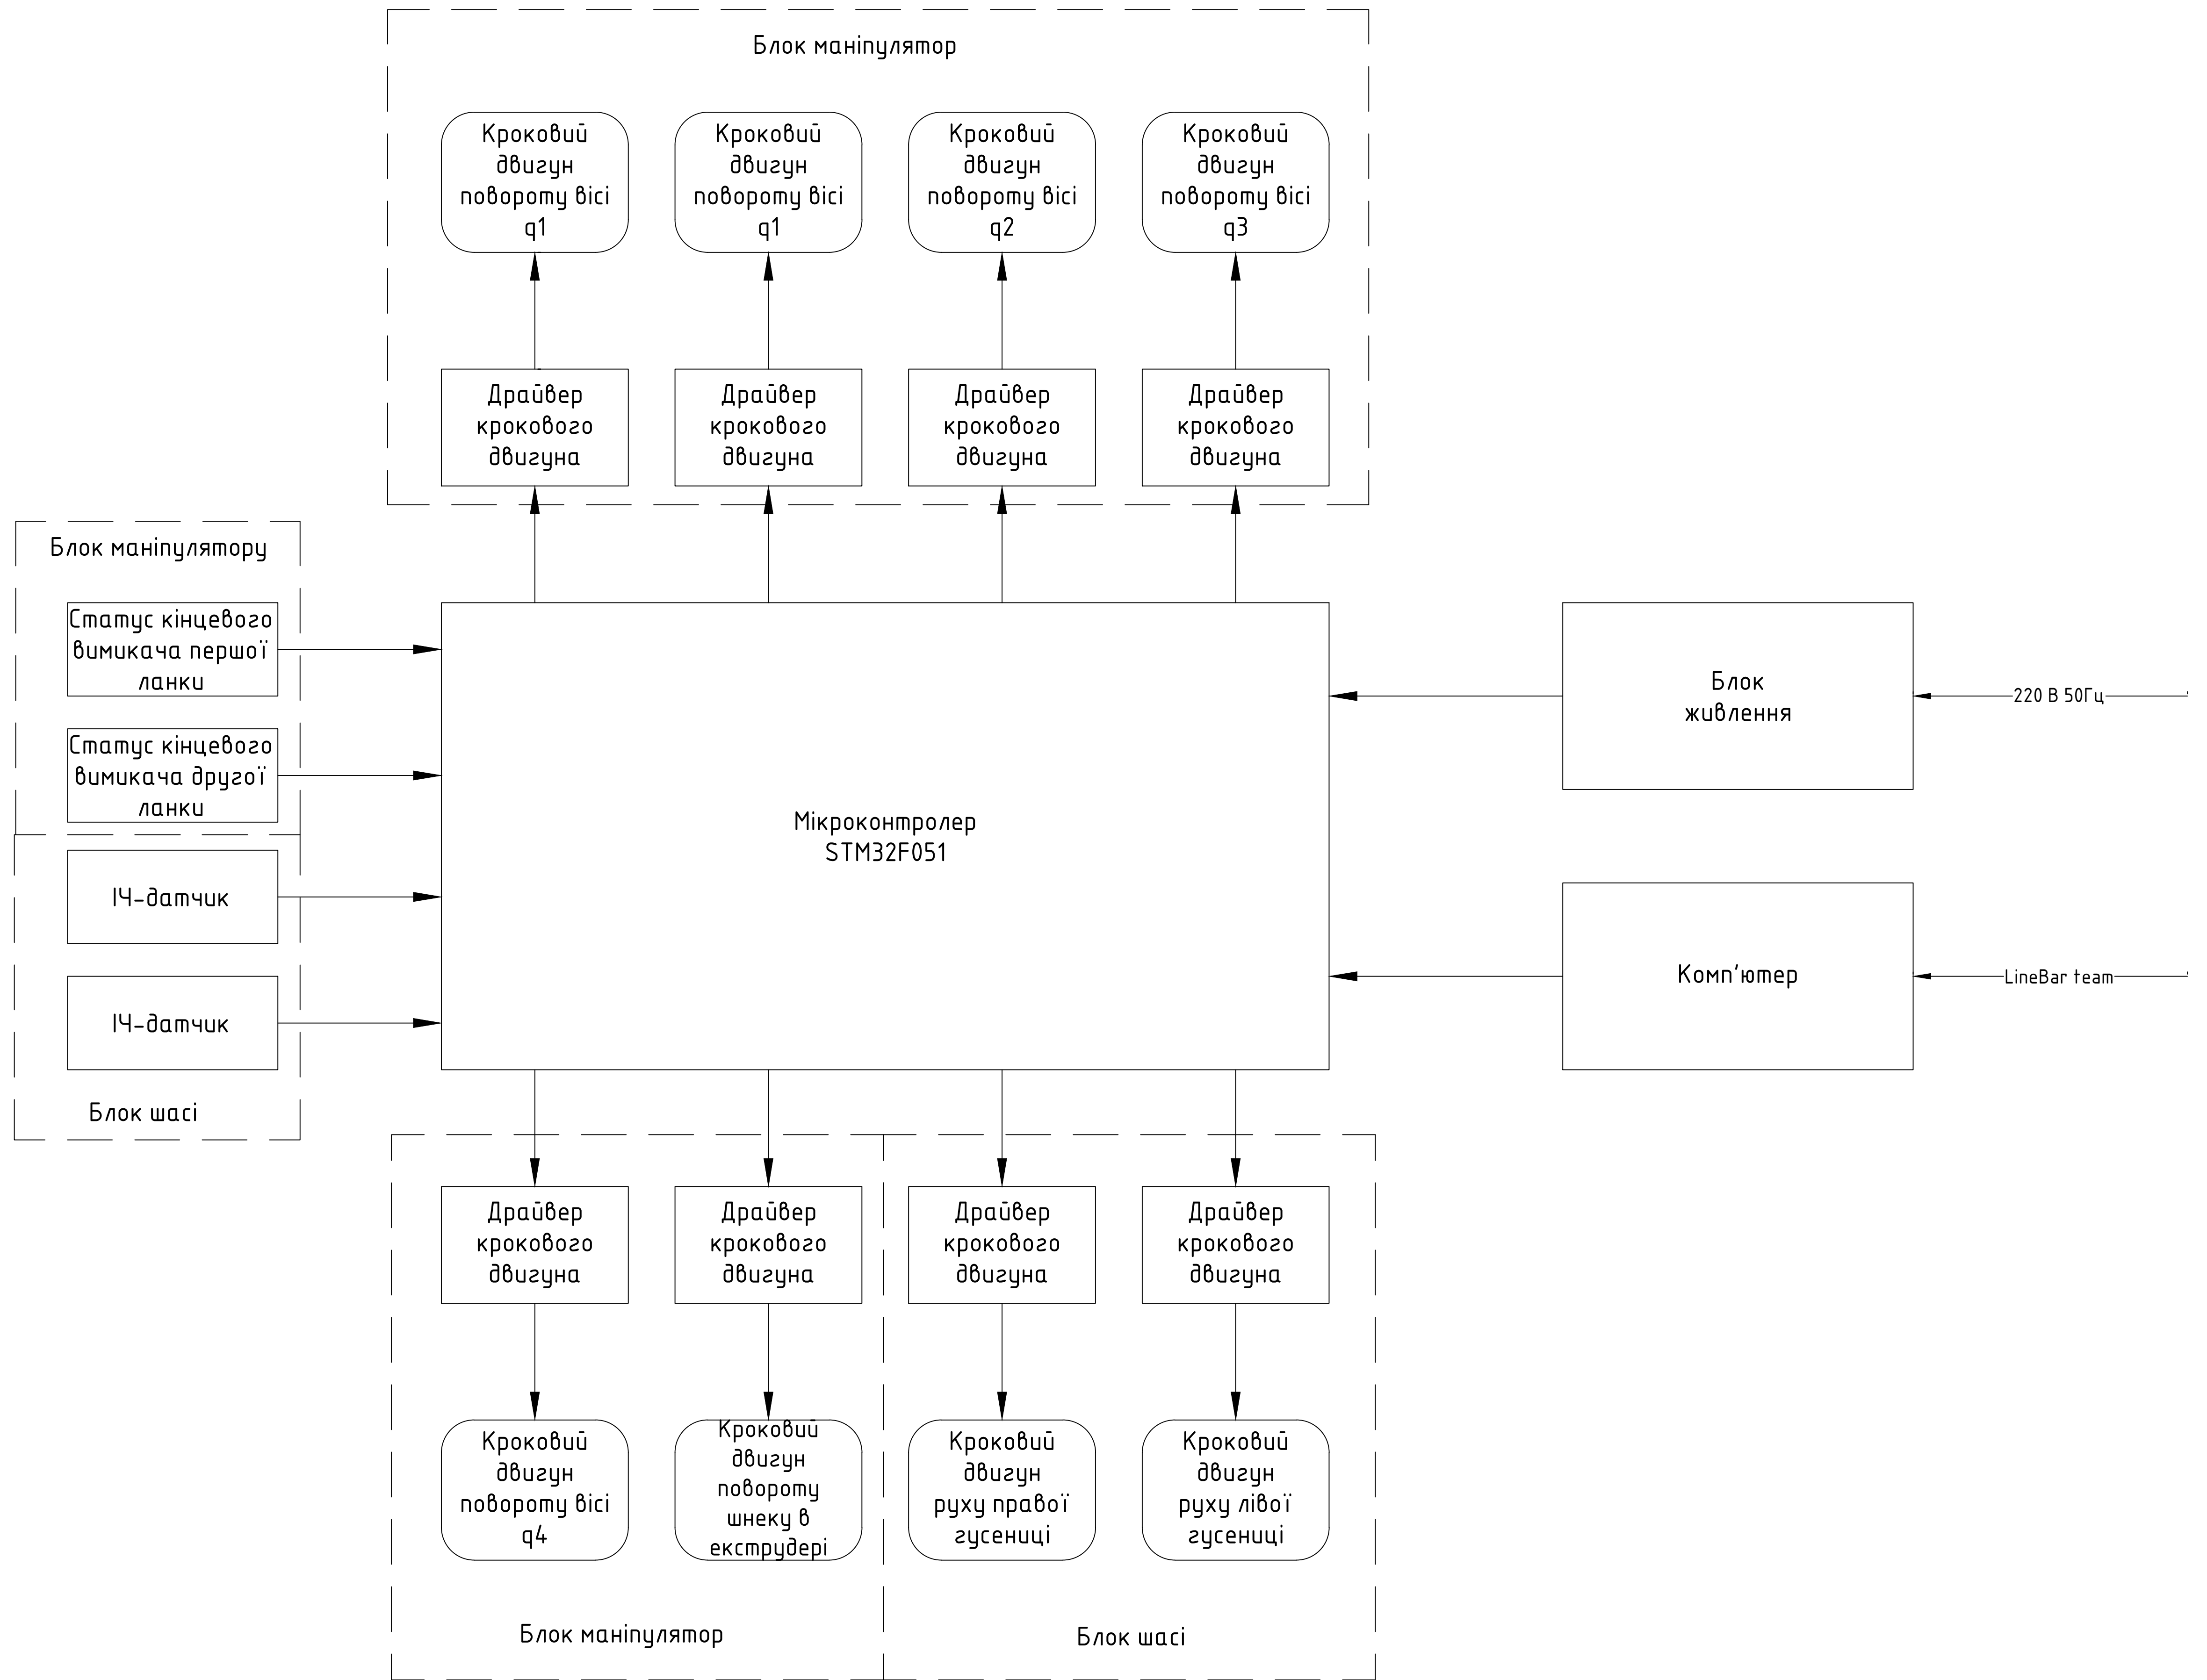 Блок маніпулятор
Кроковий
двигун
повороту вісі
q1
Кроковий
двигун
повороту вісі
q1
Кроковий
двигун
повороту вісі
q2
Кроковий
двигун
повороту вісі
q3
Драйвер
крокового
двигуна
Драйвер
крокового
двигуна
Драйвер
крокового
двигуна
Драйвер
крокового
двигуна
Блок маніпулятору
Статус кінцевого
вимикача першої
ланки
Статус кінцевого
вимикача другої
ланки
ІЧ-датчик
ІЧ-датчик
Блок шасі
Мікроконтролер
STM32F051
Блок
живлення
220 В 50Гц
Комп'ютер
LineBar team
Драйвер
крокового
двигуна
Драйвер
крокового
двигуна
Драйвер
крокового
двигуна
Драйвер
крокового
двигуна
Кроковий
двигун
повороту вісі
q4
Кроковий
двигун
повороту
шнеку в
екструдері
Кроковий
двигун
руху правої
гусениці
Кроковий
двигун
руху лівої
гусениці
Блок маніпулятор
Блок шасі